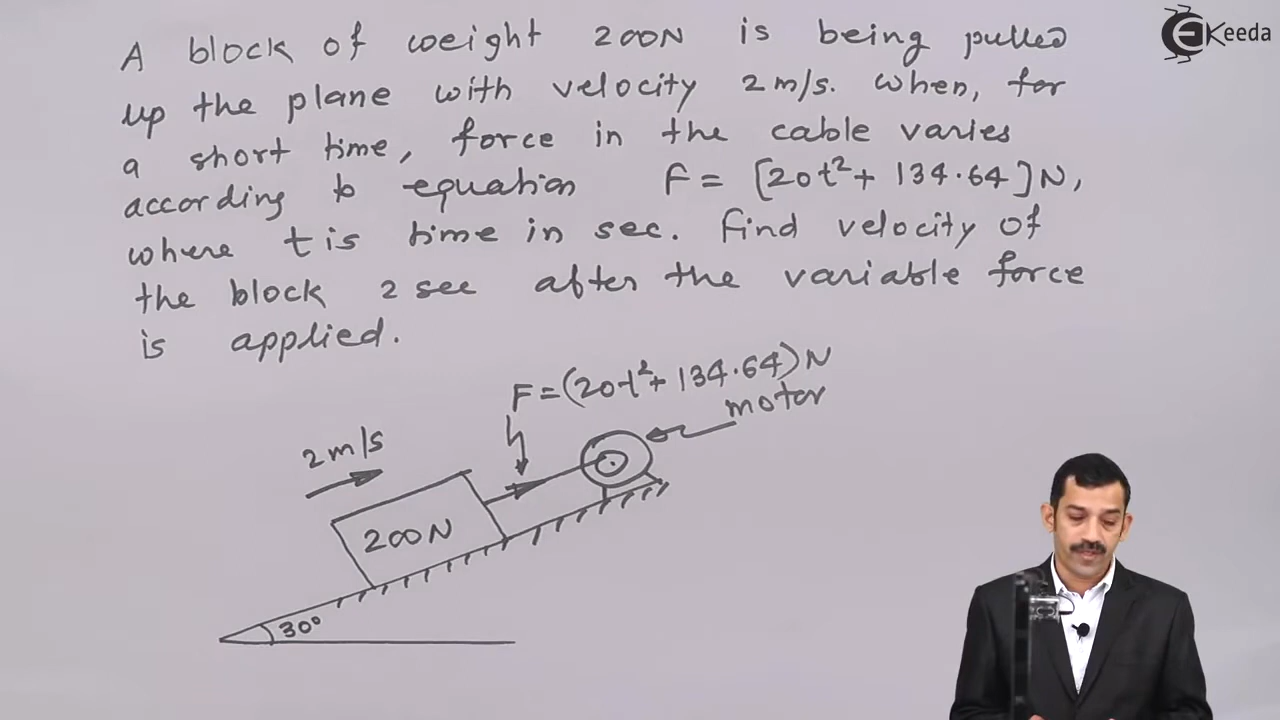 A block of weight 200N is being pulled
up the plane with velocity 2m/s. When, for
a short time, force in the cable varies
according to equation F = [20t²+ 134.64]N,
where t is time in sec. Find velocity of
the block 2 sec after the variable force
is applied.
F=(20t²+134.64)N
motor
2m/s
200N
30°
Ekeeda